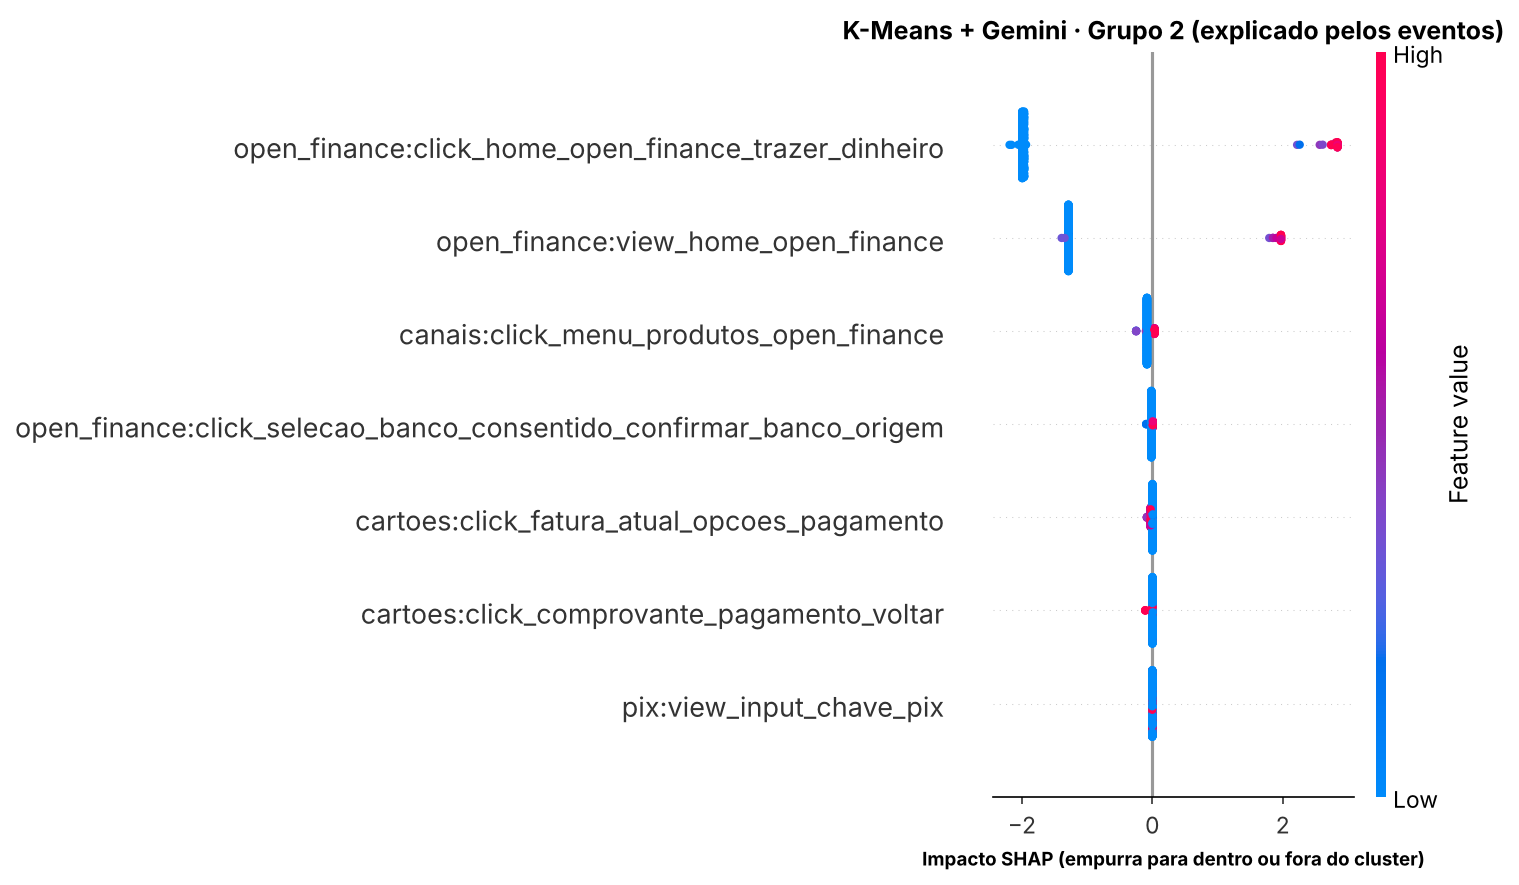 K-Means + Gemini · Grupo 2 (explicado pelos eventos)
High
open_finance:click_home_open_finance_trazer_dinheiro
open_finance:view_home_open_finance
canais:click_menu_produtos_open_finance
open_finance:click_selecao_banco_consentido_confirmar_banco_origem
cartoes:click_fatura_atual_opcoes_pagamento
cartoes:click_comprovante_pagamento_voltar
pix:view_input_chave_pix
Feature value
Low
−2 0 2
Impacto SHAP (empurra para dentro ou fora do cluster)